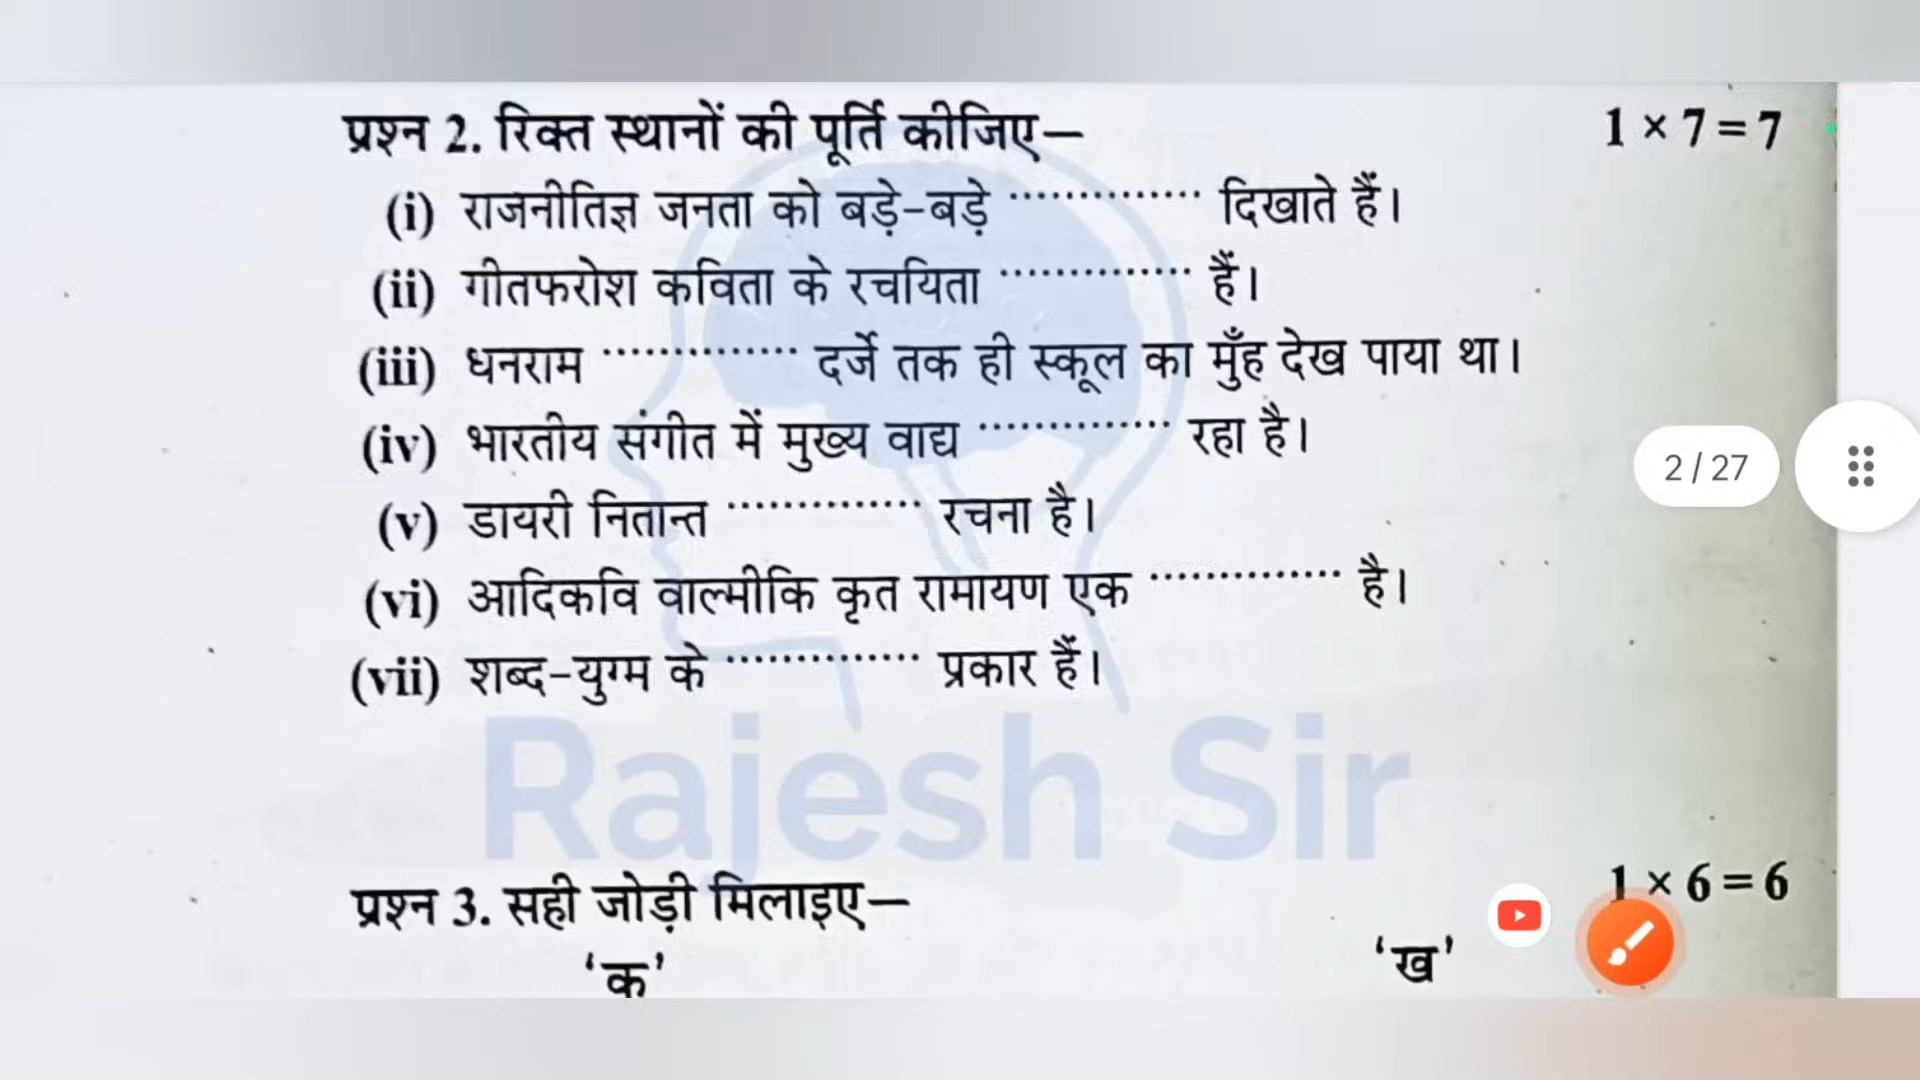 प्रश्न 2. रिक्त स्थानों की पूर्ति कीजिए— 1 × 7 = 7
(i) राजनीतिज्ञ जनता को बड़े-बड़े ·············· दिखाते हैं।
(ii) गीतफरोश कविता के रचयिता ·············· हैं।
(iii) धनराम ·············· दर्जे तक ही स्कूल का मुँह देख पाया था।
(iv) भारतीय संगीत में मुख्य वाद्य ·············· रहा है।
(v) डायरी नितान्त ·············· रचना है।
(vi) आदिकवि वाल्मीकि कृत रामायण एक ·············· है।
(vii) शब्द-युग्म के ·············· प्रकार हैं।
2 / 27
Rajesh Sir
प्रश्न 3. सही जोड़ी मिलाइए— 1 × 6 = 6
‘क’ ‘ख’